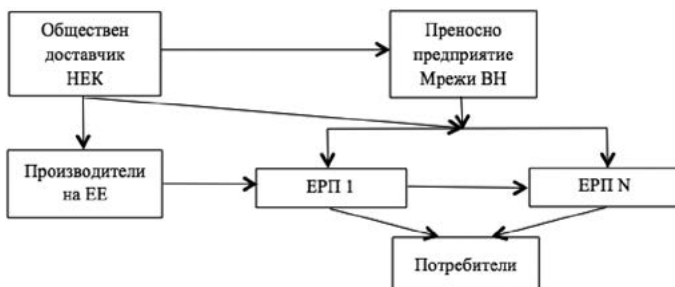 Обществен
доставчик
НЕК
Преносно
предприятие
Мрежи ВН
Производители
на ЕЕ
ЕРП 1
ЕРП N
Потребители